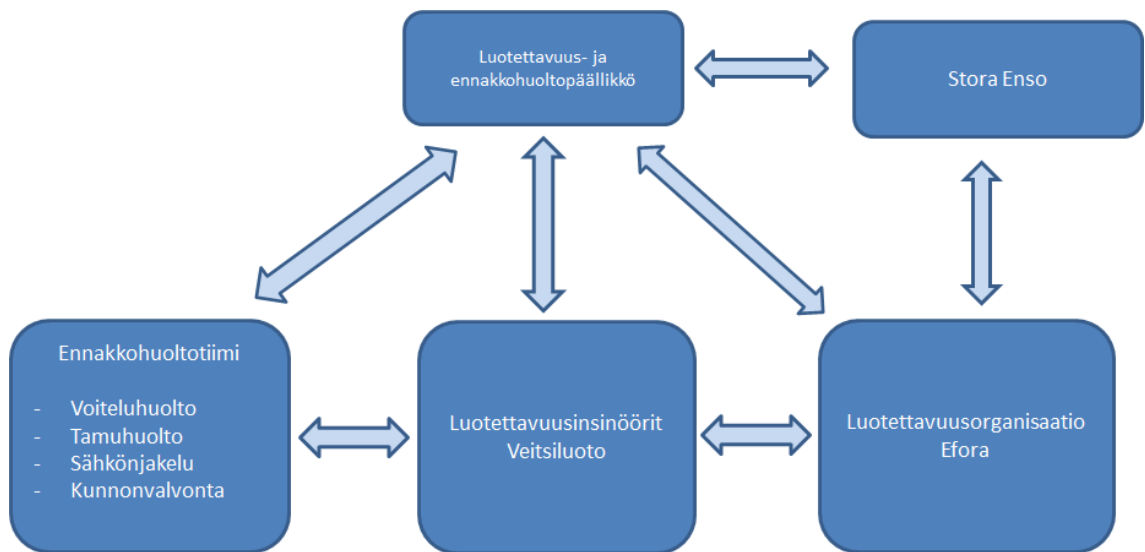 Luotettavuus- ja
ennakkohuoltopäällikkö
Stora Enso
Ennakkohuoltotiimi
- Voiteluhuolto
- Tamuhuolto
- Sähkönjakelu
- Kunnonvalvonta
Luotettavuusinsinöörit
Veitsiluoto
Luotettavuusorganisaatio
Efora